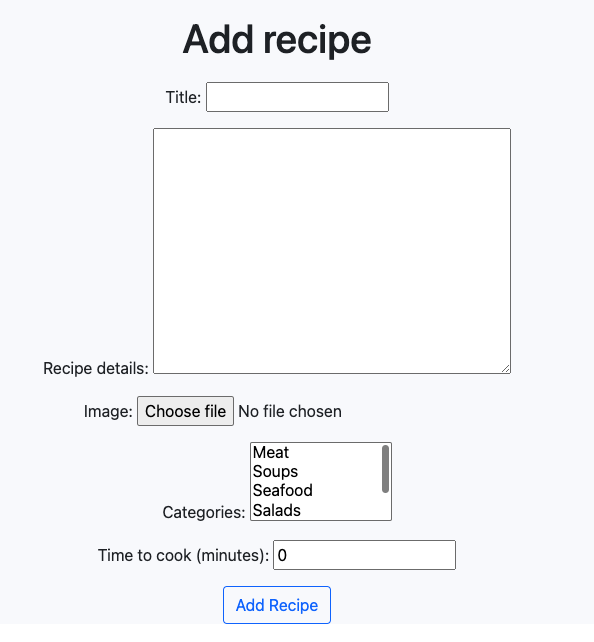 Add recipe
Title:
Recipe details:
Image: Choose file No file chosen
Meat
Soups
Seafood
Salads
Categories:
Time to cook (minutes): 0
Add Recipe